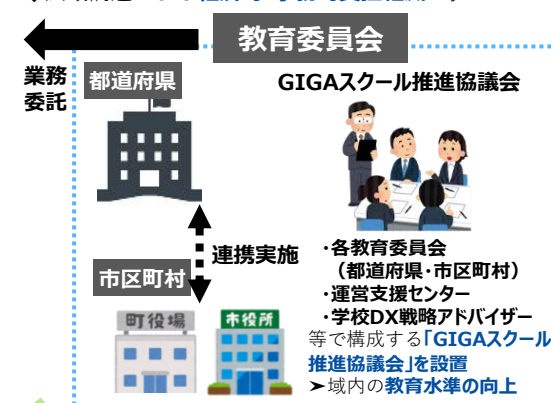 教育委員会
業務
委託
都道府県
GIGAスクール推進協議会
連携実施
市区町村
町役場
市役所
・各教育委員会
（都道府県・市区町村）
・運営支援センター
・学校DX戦略アドバイザー
等で構成する「GIGAスクール
推進協議会」を設置
➤域内の教育水準の向上